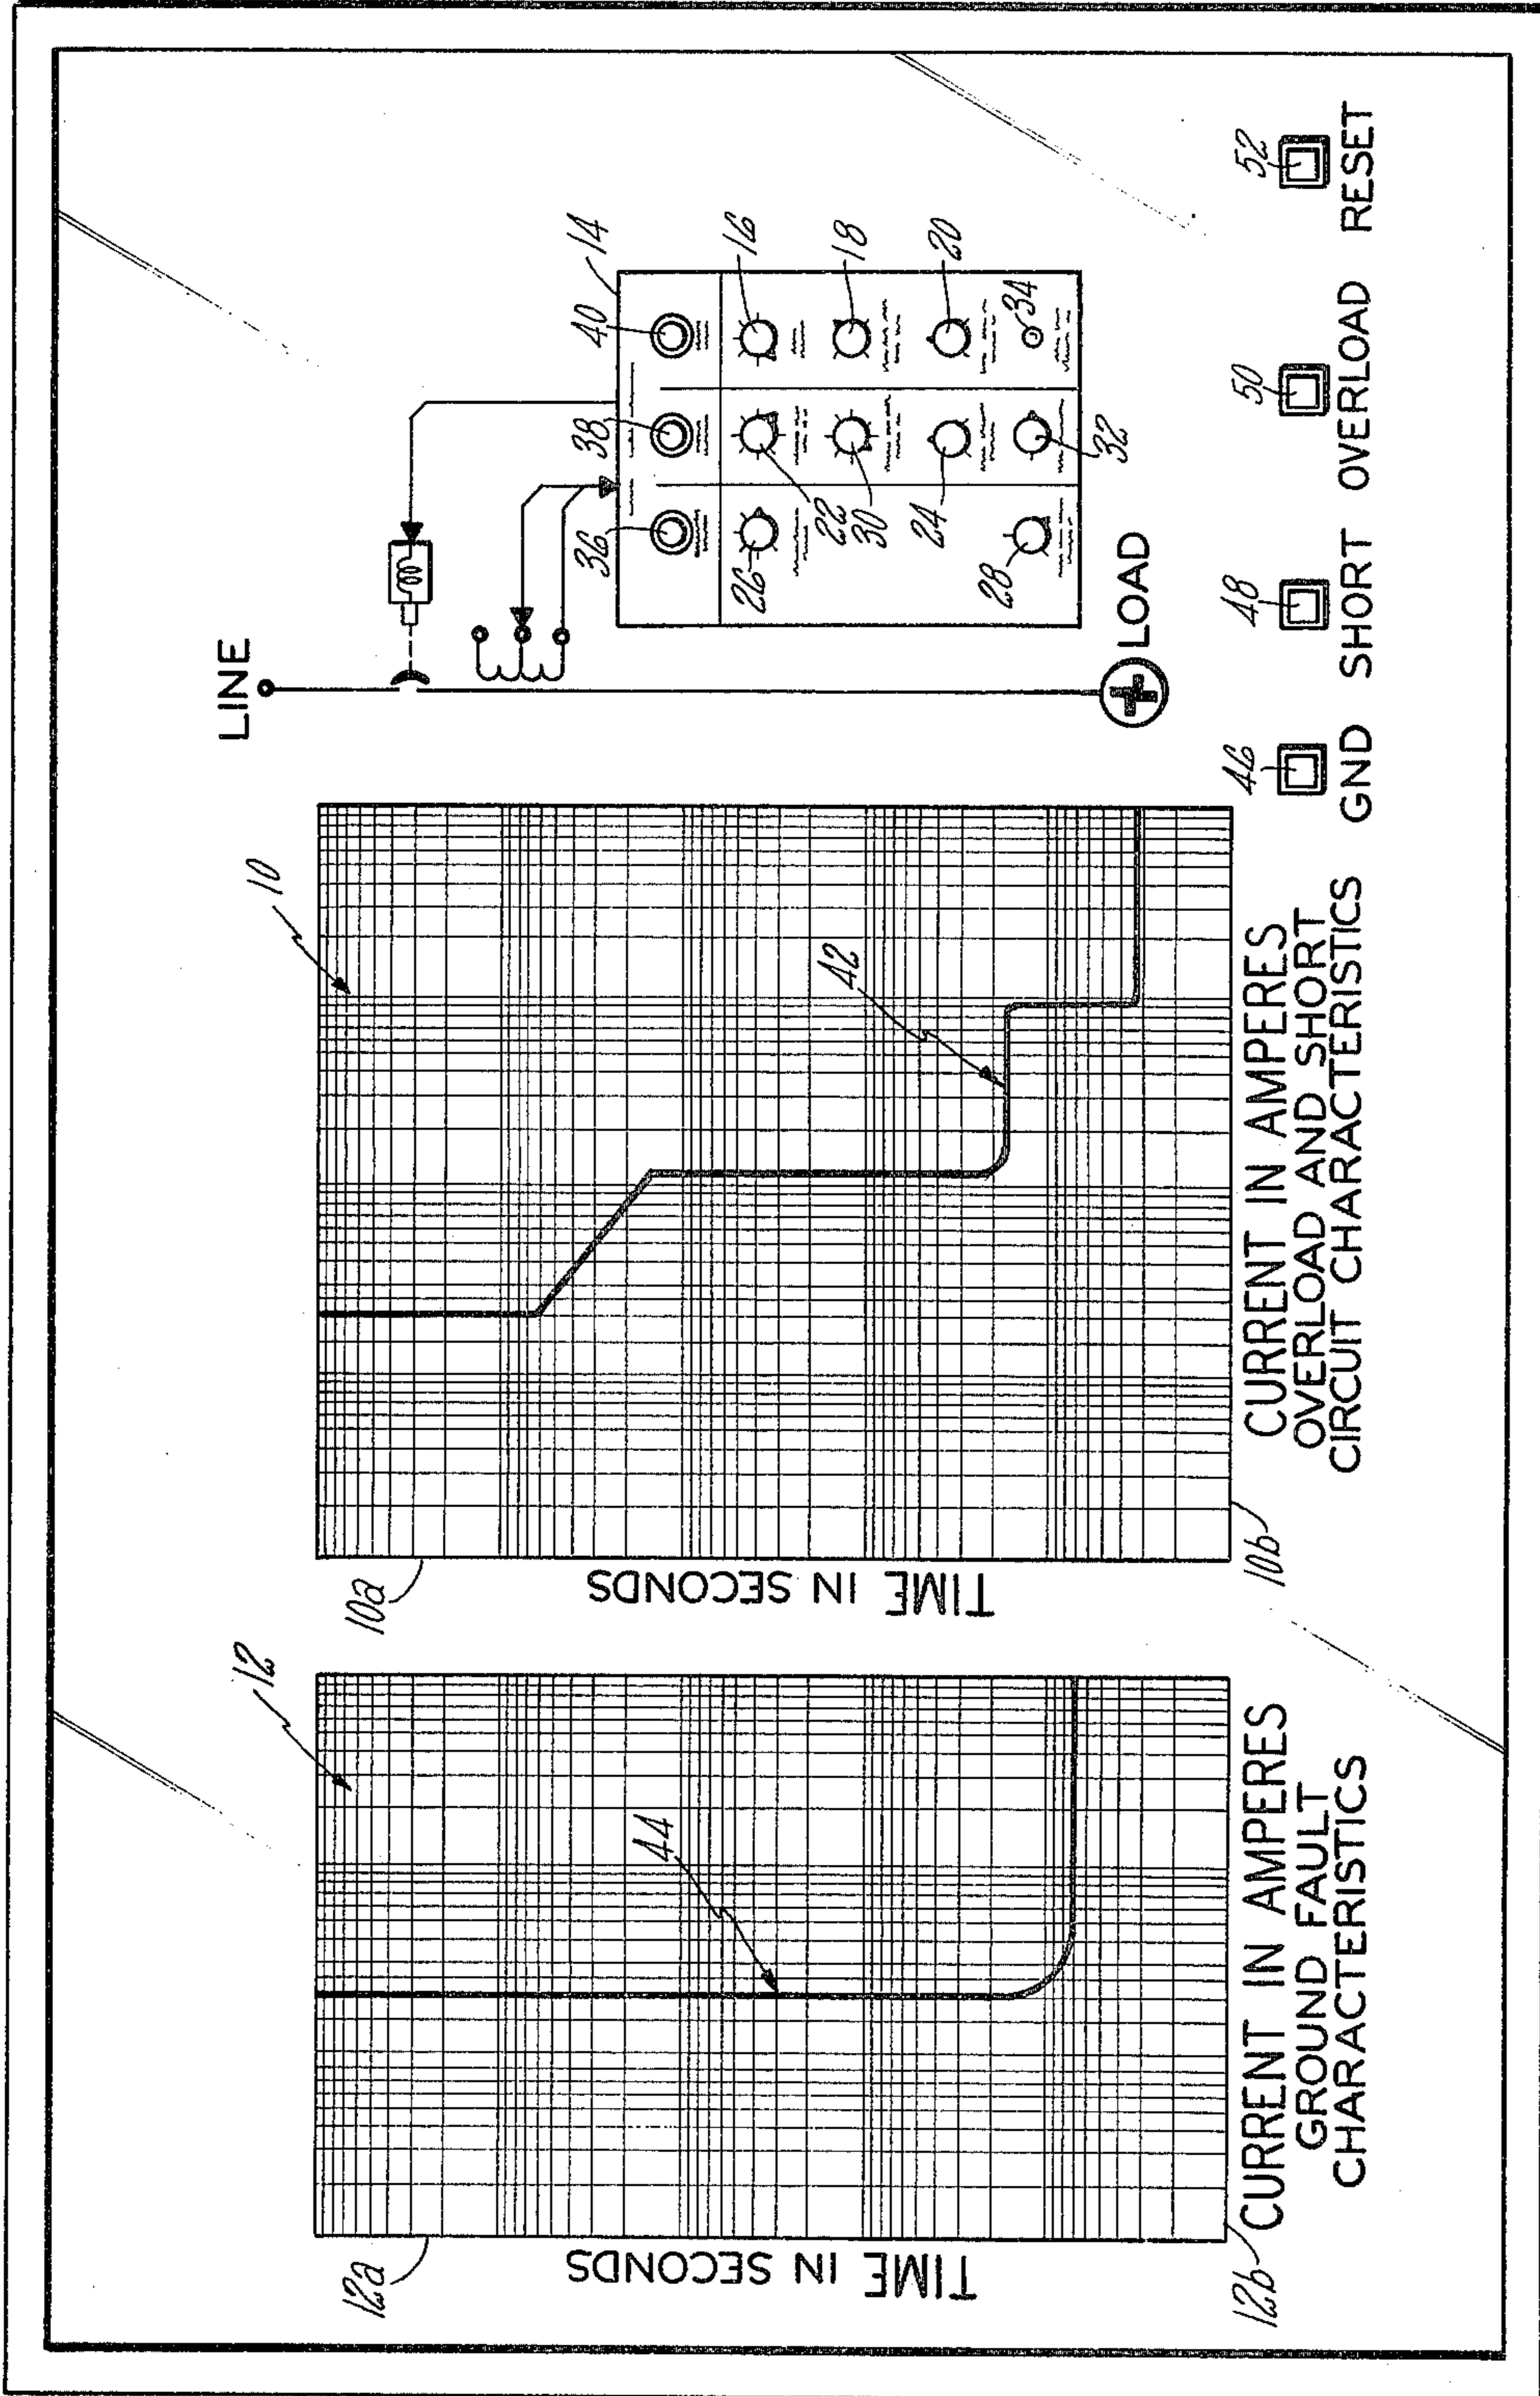 12
12a
TIME IN SECONDS
44
12b
CURRENT IN AMPERES
GROUND FAULT
CHARACTERISTICS
10
10a
TIME IN SECONDS
42
10b
CURRENT IN AMPERES
OVERLOAD AND SHORT
CIRCUIT CHARACTERISTICS
LINE
LOAD
14
36
38
40
26
22
16
30
18
24
20
28
32
34
46
48
50
52
GND SHORT OVERLOAD RESET